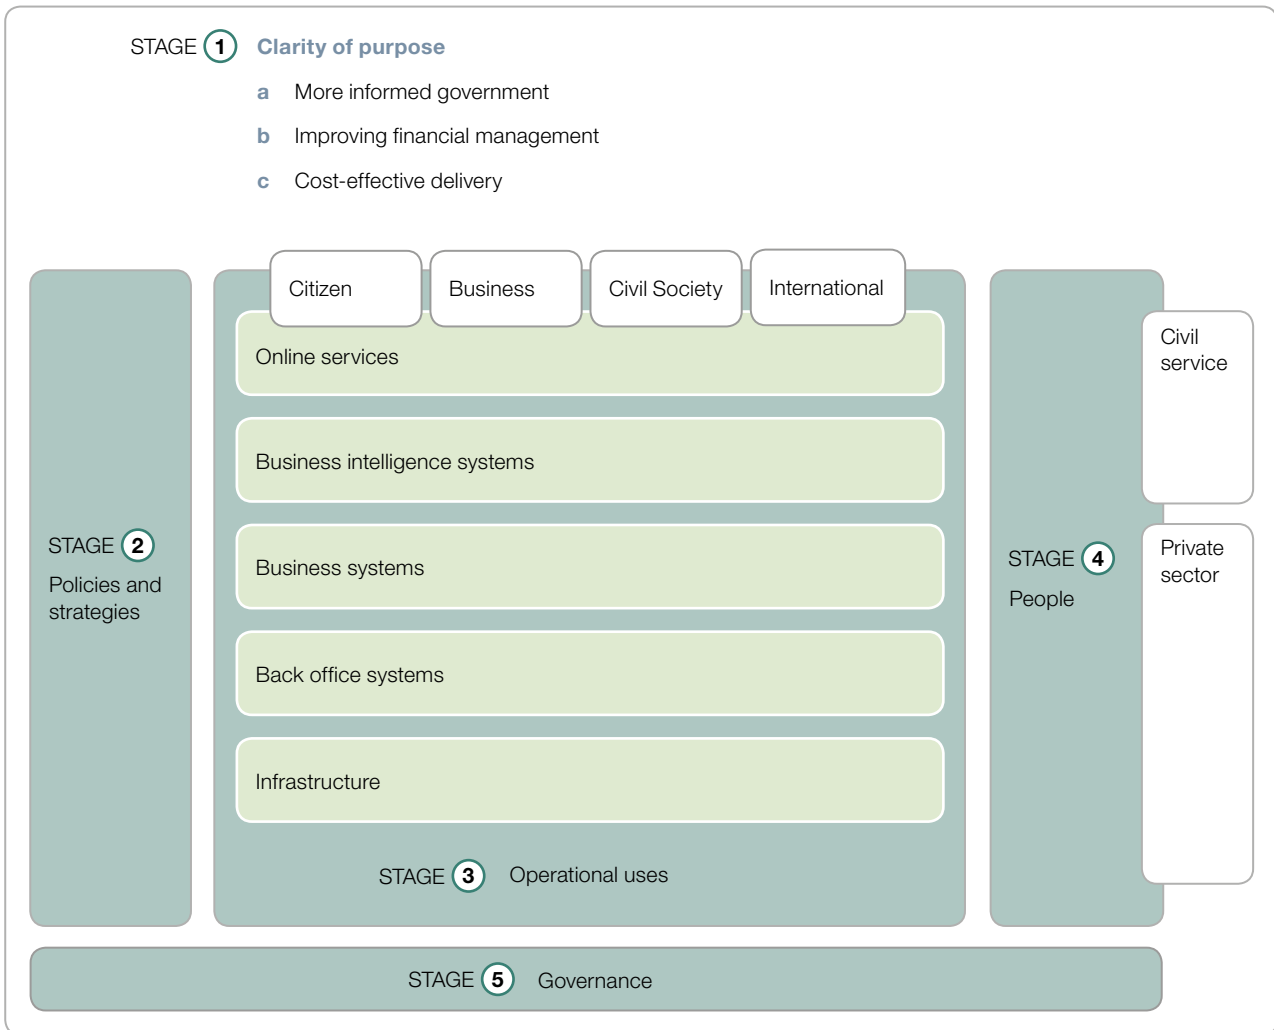 STAGE 1 Clarity of purpose
a More informed government
b Improving financial management
c Cost-effective delivery
Citizen
Business
Civil Society
International
Online services
Business intelligence systems
Business systems
Back office systems
Infrastructure
STAGE 3 Operational uses
STAGE 2
Policies and
strategies
STAGE 4
People
Civil
service
Private
sector
STAGE 5 Governance